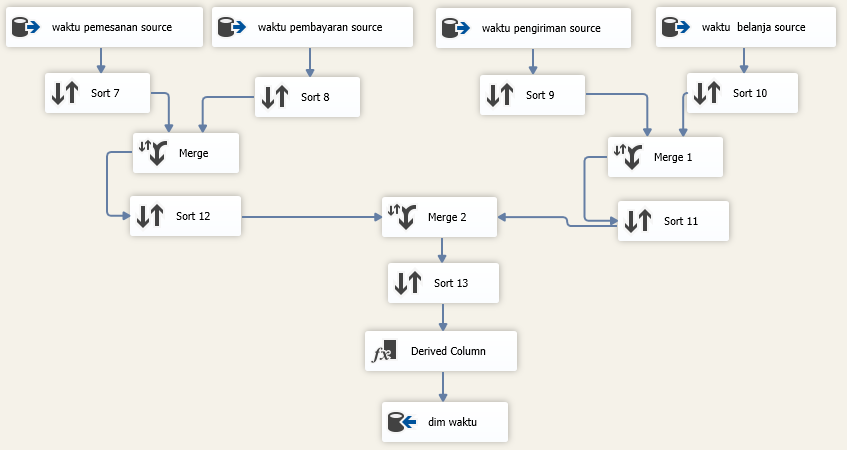 waktu pemesanan source
waktu pembayaran source
waktu pengiriman source
waktu belanja source
Sort 7
Sort 8
Sort 9
Sort 10
Merge
Merge 1
Sort 12
Merge 2
Sort 11
Sort 13
fx
Derived Column
dim waktu